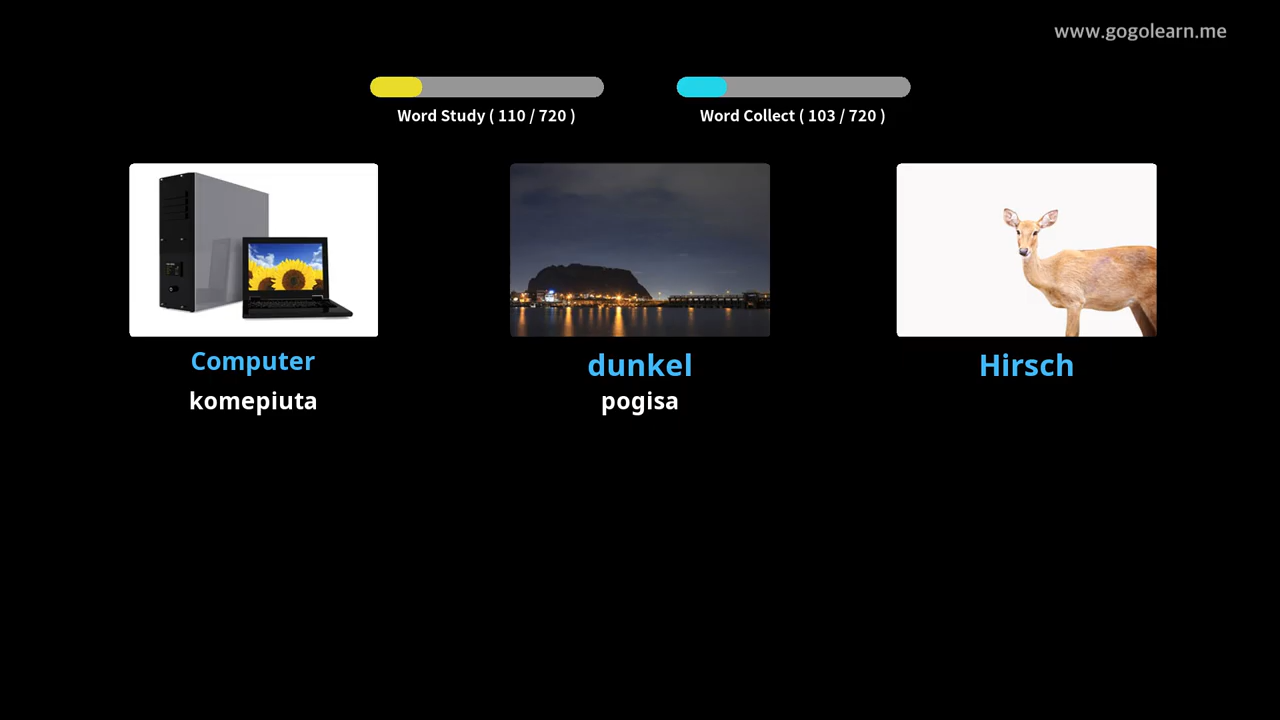 www.gogolearn.me
Word Study ( 110 / 720 )
Word Collect ( 103 / 720 )
Computer
komepiuta
dunkel
pogisa
Hirsch